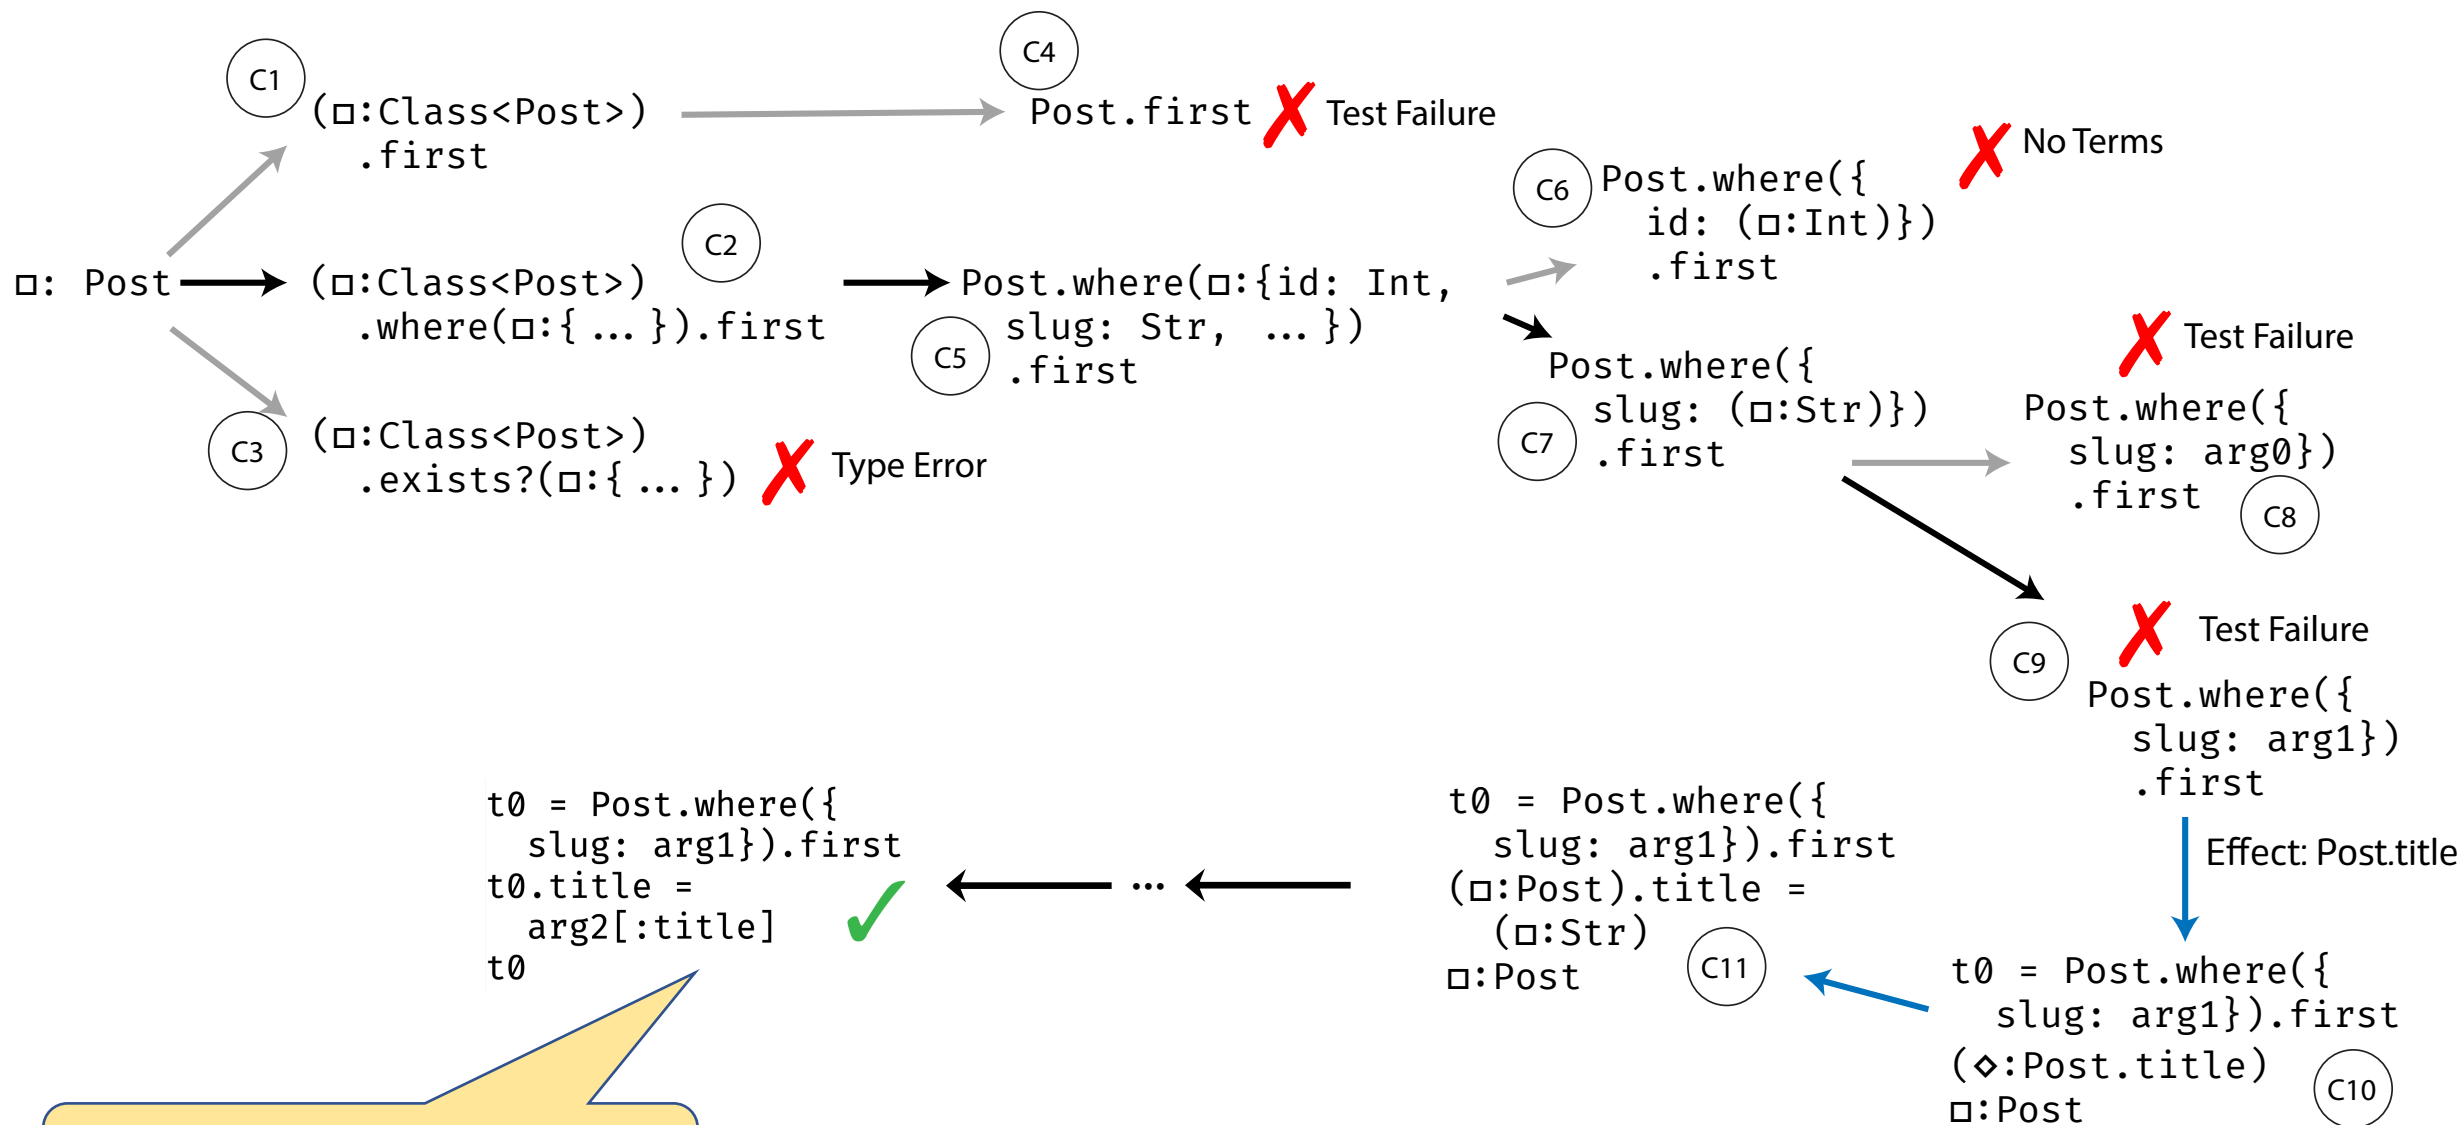 C1
(□:Class<Post>)
.first
C4
Post.first ✗ Test Failure
□: Post
C2
(□:Class<Post>)
.where(□:{ … }).first
C3
(□:Class<Post>)
.exists?(□:{ … }) ✗ Type Error
C5
Post.where(□:{id: Int,
slug: Str, … })
.first
C6
Post.where({
id: (□:Int)})
.first
✗ No Terms
C7
Post.where({
slug: (□:Str)})
.first
✗ Test Failure
Post.where({
slug: arg0})
.first
C8
C9
✗ Test Failure
Post.where({
slug: arg1})
.first
Effect: Post.title
t0 = Post.where({
slug: arg1}).first
(◇:Post.title)
□:Post
C10
t0 = Post.where({
slug: arg1}).first
(□:Post).title =
(□:Str)
□:Post
C11
…
t0 = Post.where({
slug: arg1}).first
t0.title =
arg2[:title]
t0
✓